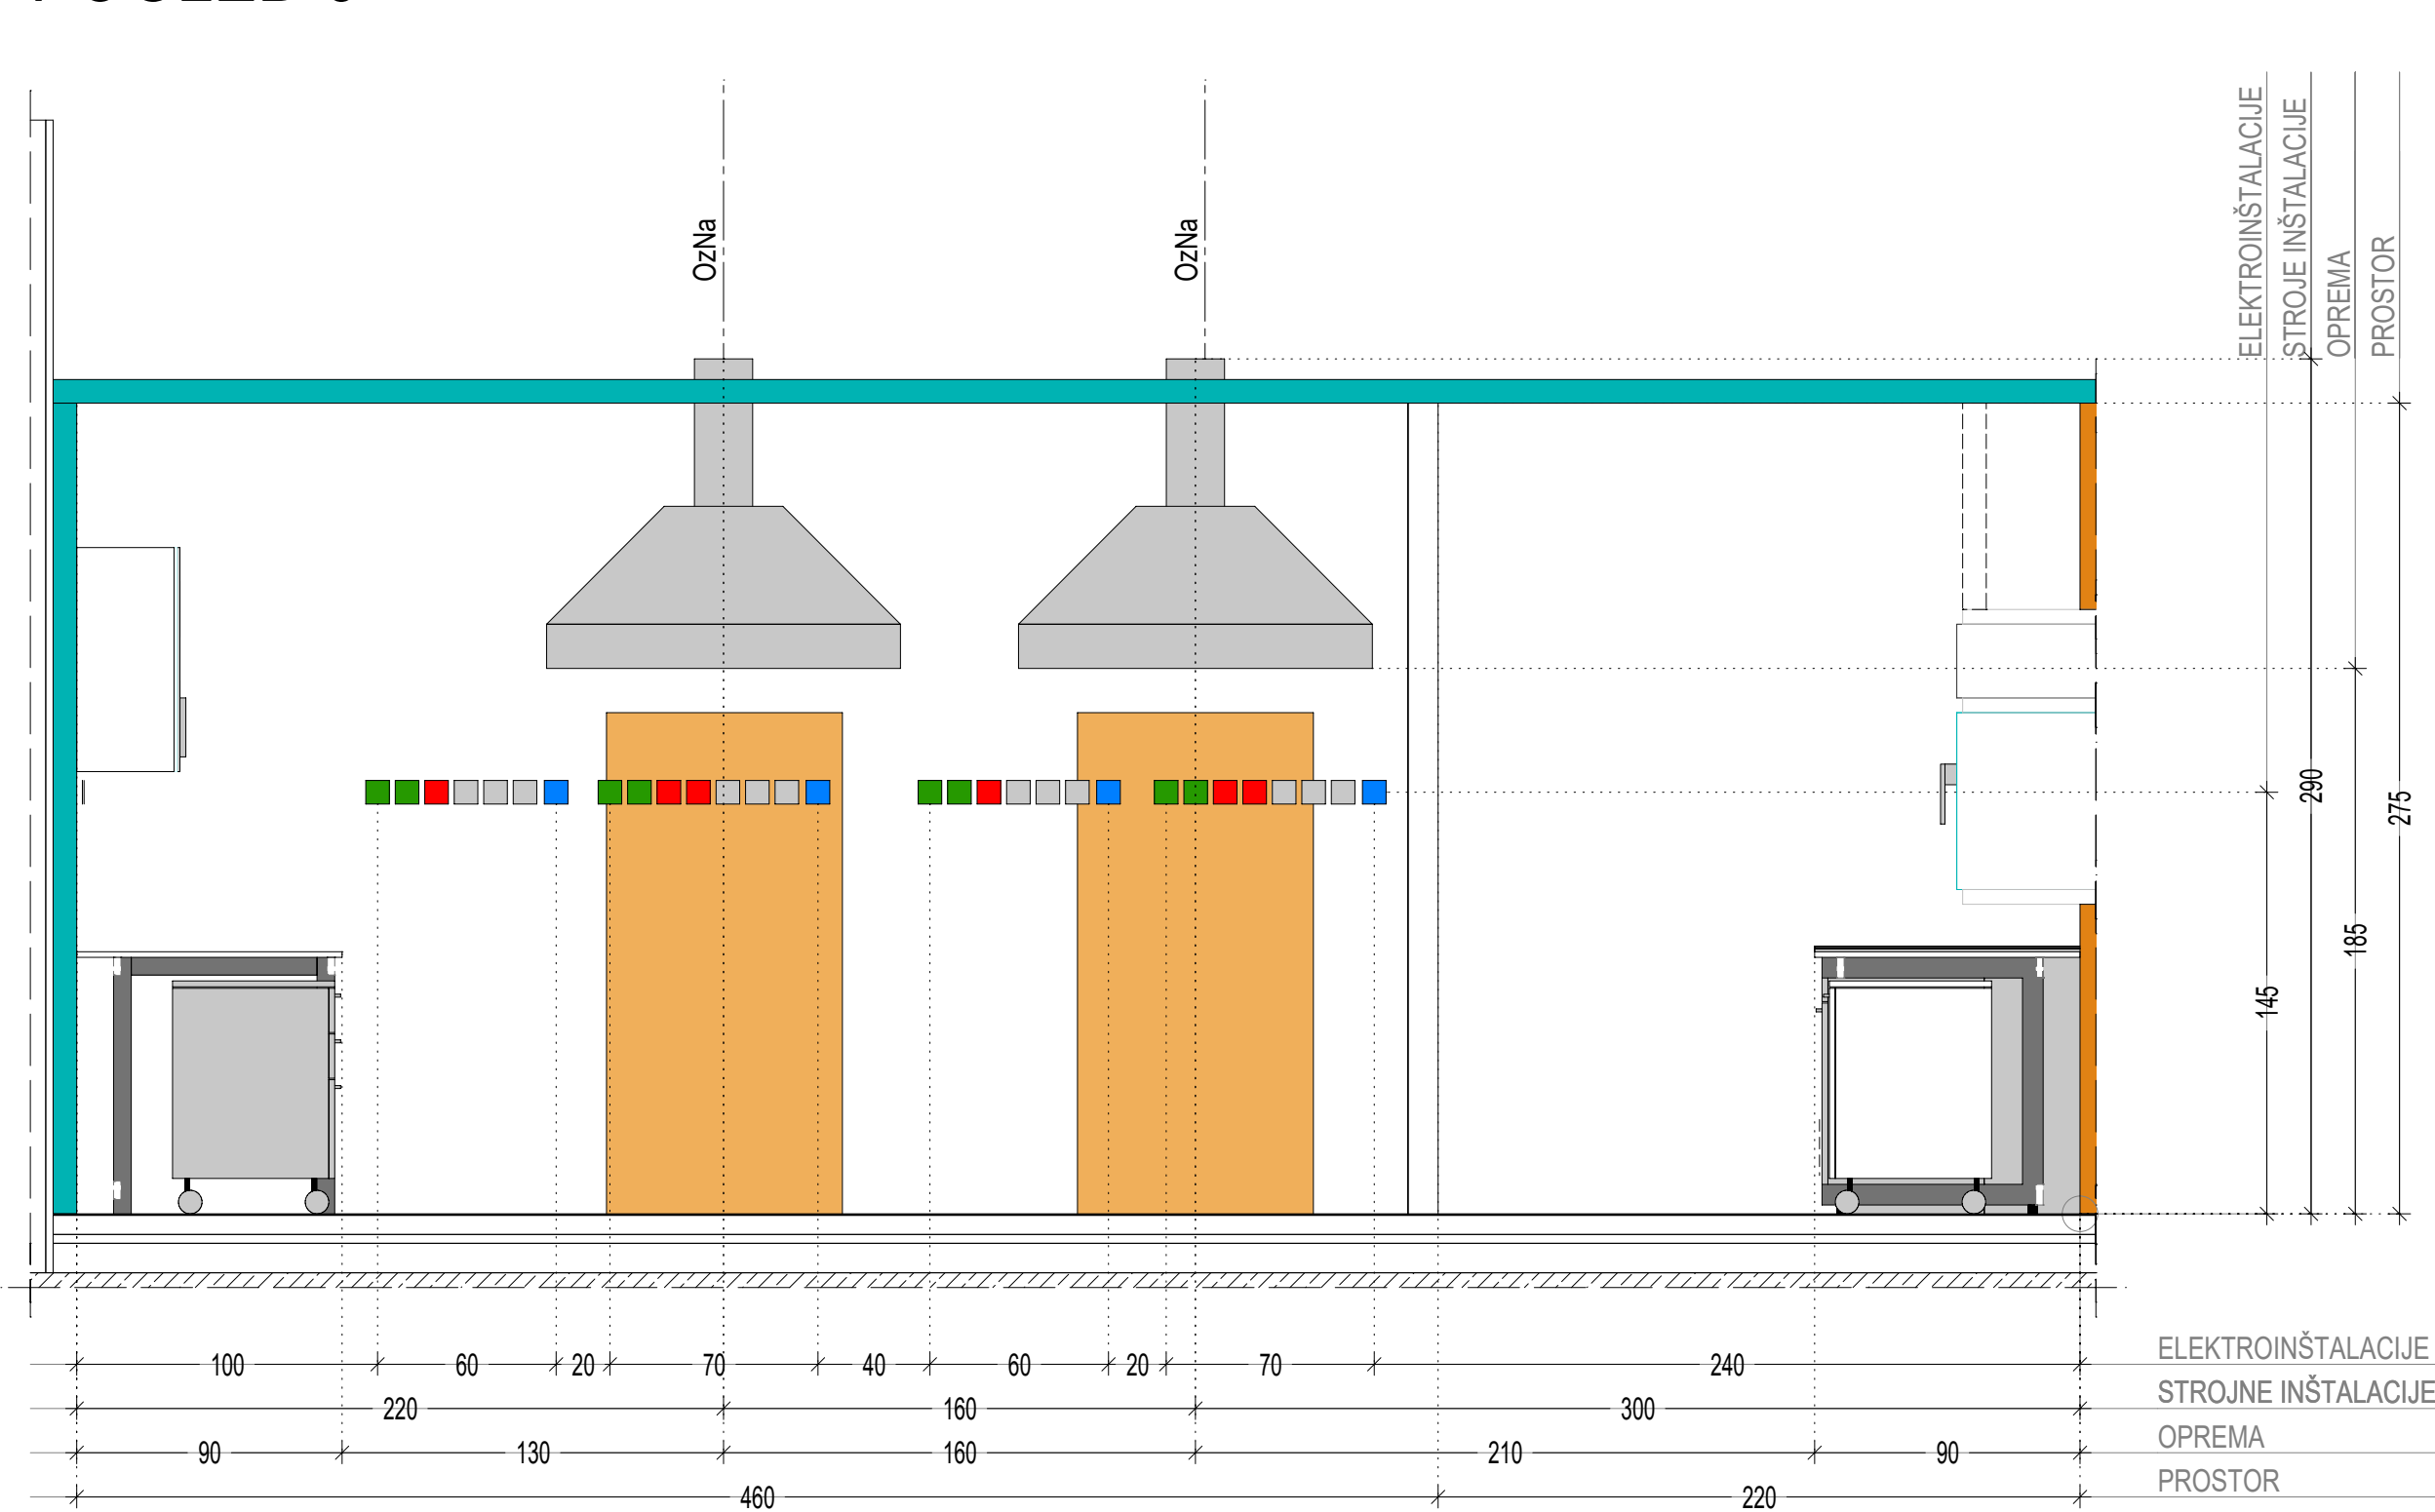 OzNa
OzNa
ELEKTROINŠTALACIJE
STROJE INŠTALACIJE
OPREMA
PROSTOR
290
275
185
145
100 60 20 70 40 60 20 70 240 ELEKTROINŠTALACIJE
220 160 300 STROJNE INŠTALACIJE
90 130 160 210 90 OPREMA
460 220 PROSTOR